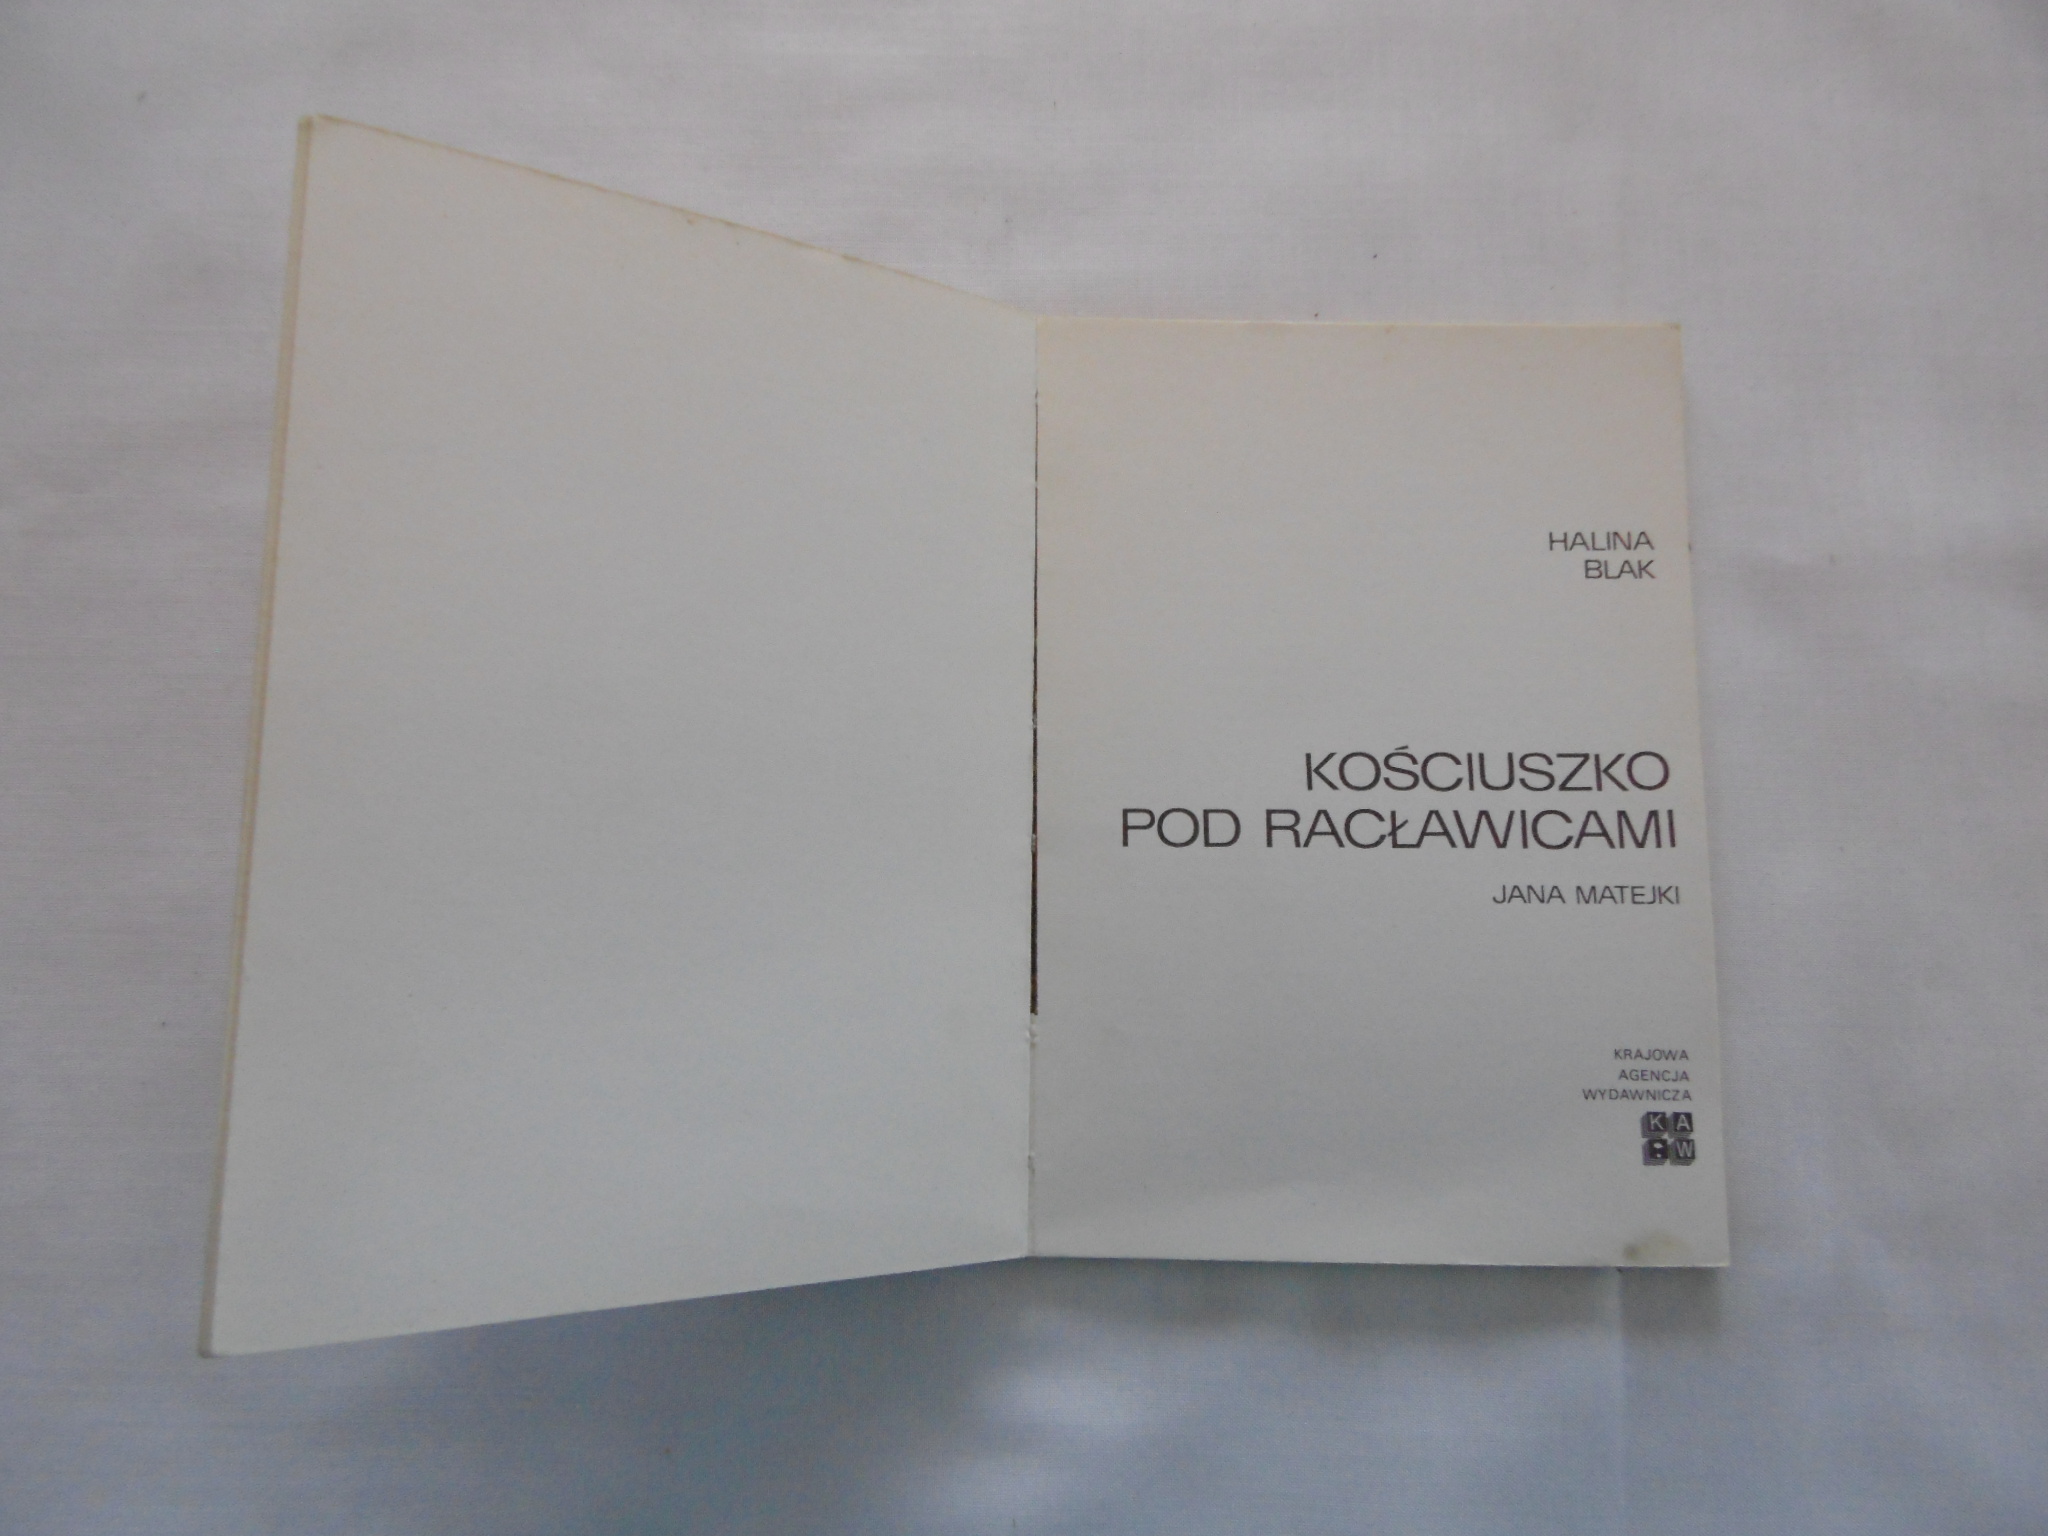 HALINA
BLAK
KOŚCIUSZKO
POD RACŁAWICAMI
JANA MATEJKI
KRAJOWA
AGENCJA
WYDAWNICZA
K A
W